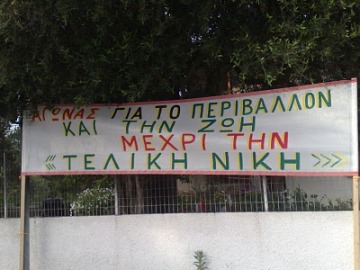 ΑΓΩΝΑΣ ΓΙΑ ΤΟ ΠΕΡΙΒΑΛΛΟΝ
ΚΑΙ ΤΗΝ ΖΩΗ
ΜΕΧΡΙ ΤΗΝ
<<< ΤΕΛΙΚΗ ΝΙΚΗ >>>